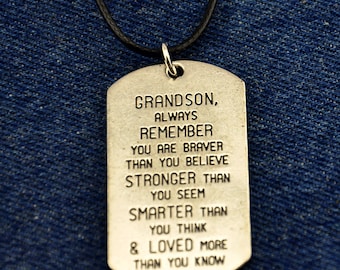 GRANDSON,
ALWAYS
REMEMBER
YOU ARE BRAVER
THAN YOU BELIEVE
STRONGER THAN
YOU SEEM
SMARTER THAN
YOU THINK
& LOVED MORE
THAN YOU KNOW